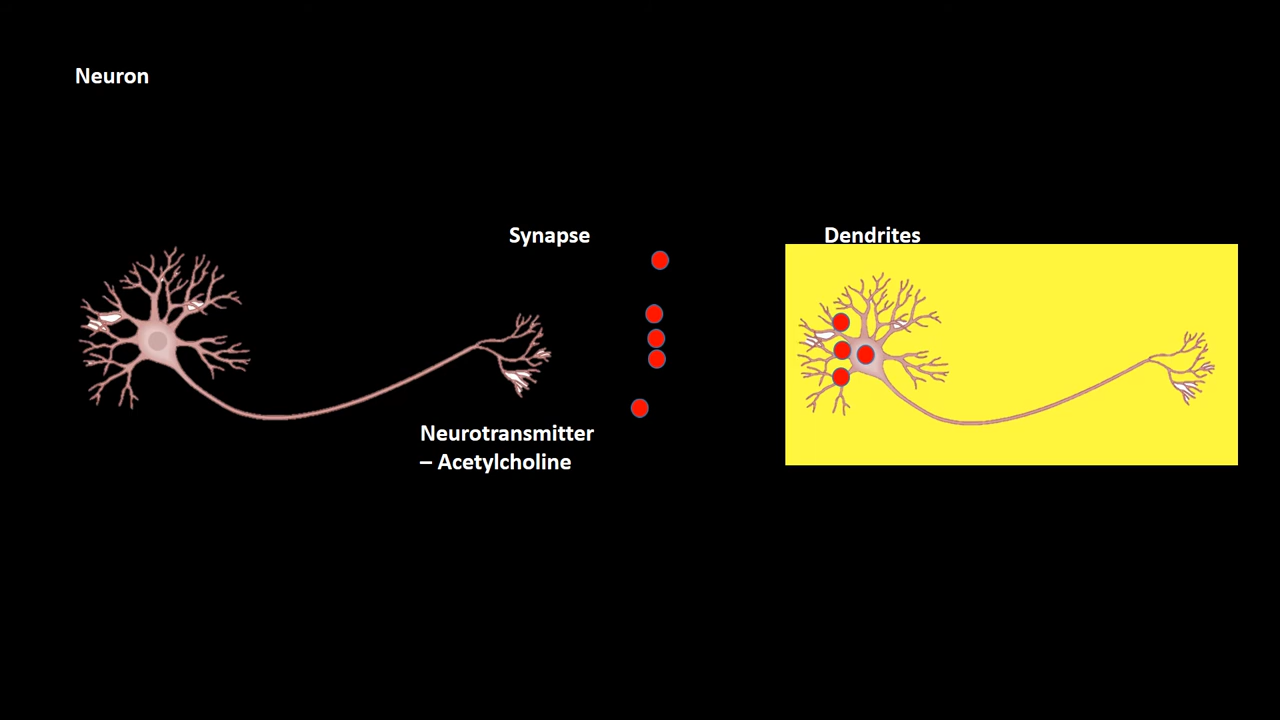 Neuron
Synapse
Dendrites
Neurotransmitter
– Acetylcholine